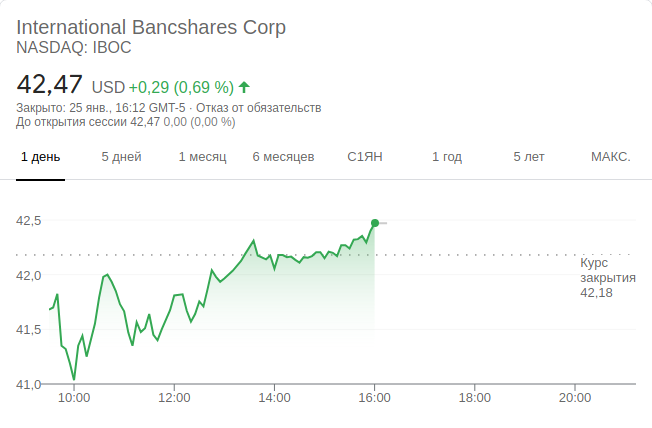 International Bancshares Corp
NASDAQ: IBOC
42,47 USD +0,29 (0,69 %)
Закрыто: 25 янв., 16:12 GMT-5 · Отказ от обязательств
До открытия сессии 42,47 0,00 (0,00 %)
1 день 5 дней 1 месяц 6 месяцев С1ЯН 1 год 5 лет МАКС.
42,5
Курс
закрытия
42,18
42,0
41,5
41,0
10:00 12:00 14:00 16:00 18:00 20:00